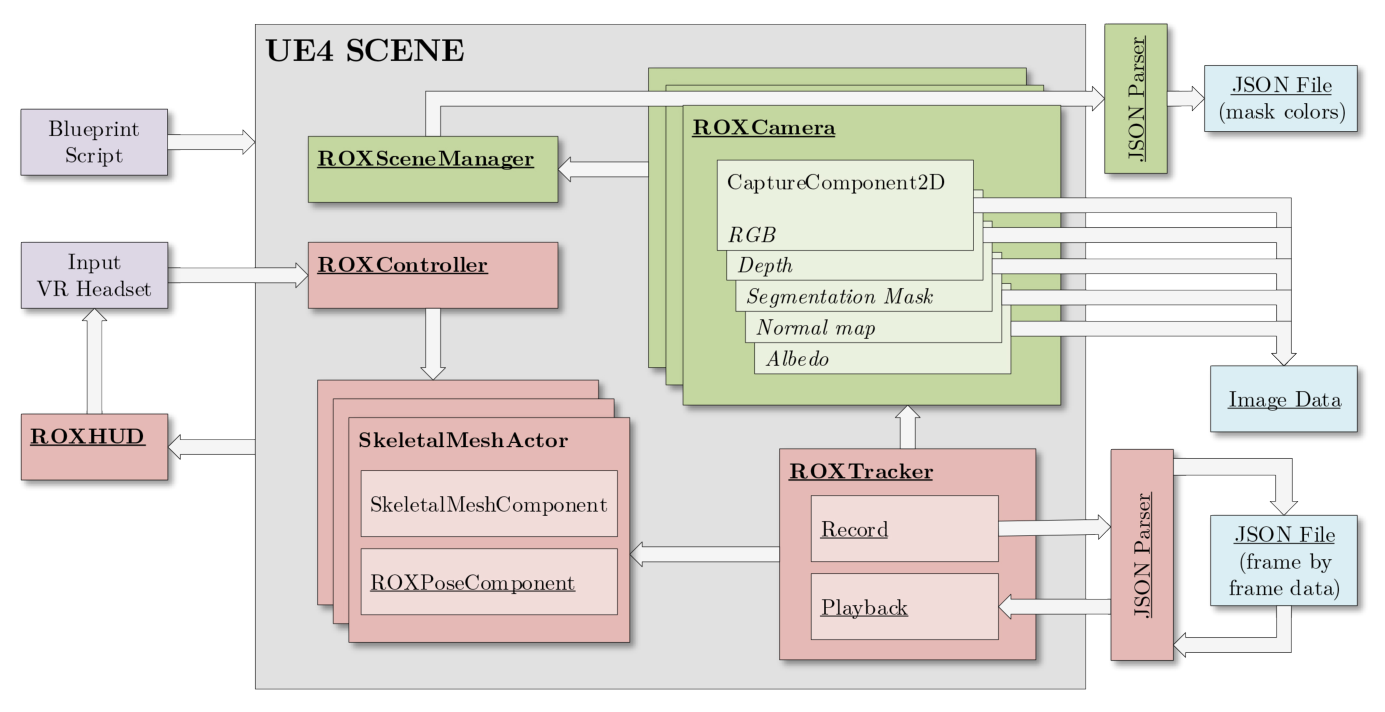 UE4 SCENE
Blueprint
Script
Input
VR Headset
ROXHUD
ROXSceneManager
ROXController
SkeletalMeshActor
SkeletalMeshComponent
ROXPoseComponent
ROXCamera
CaptureComponent2D
RGB
Depth
Segmentation Mask
Normal map
Albedo
ROXTracker
Record
Playback
JSON Parser
JSON File
(mask colors)
Image Data
JSON Parser
JSON File
(frame by
frame data)